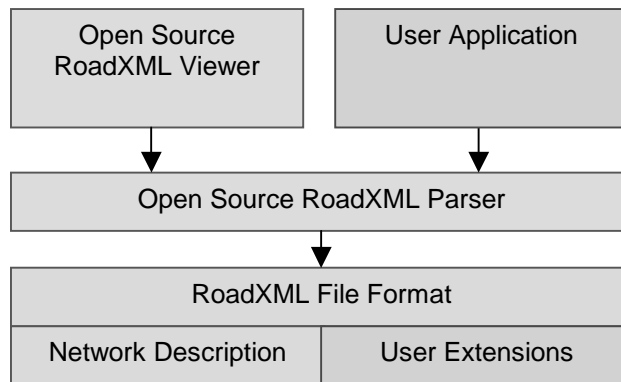 Open Source
RoadXML Viewer
User Application
Open Source RoadXML Parser
RoadXML File Format
Network Description
User Extensions